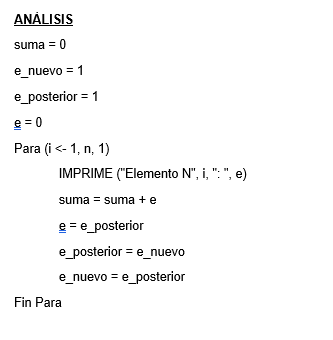 ANÁLISIS
suma = 0
e_nuevo = 1
e_posterior = 1
e = 0
Para (i <- 1, n, 1)
IMPRIME ("Elemento N", i, ": ", e)
suma = suma + e
e = e_posterior
e_posterior = e_nuevo
e_nuevo = e_posterior
Fin Para